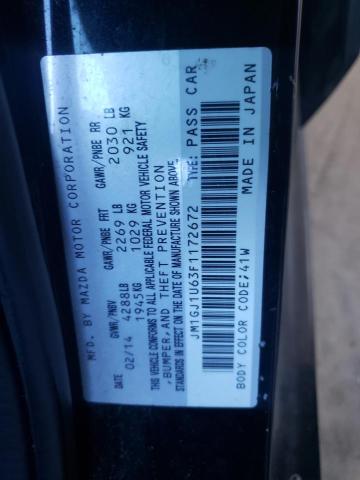 MFD. BY MAZDA MOTOR CORPORATION
GVWR/PNBV GAWR/PNBE FRT GAWR/PNBE RR
DATE
02/14 4288LB 2269 LB 2030 LB
1945KG 1029 KG 921 KG
THIS VEHICLE CONFORMS TO ALL APPLICABLE FEDERAL MOTOR VEHICLE SAFETY
,BUMPER,AND THEFT PREVENTION
STANDARDS IN EFFECT ON THE DATE OF MANUFACTURE SHOWN ABOVE.
JM1GJ1U63F1172672 TYPE: PASS CAR
BODY COLOR CODE;41W MADE IN JAPAN